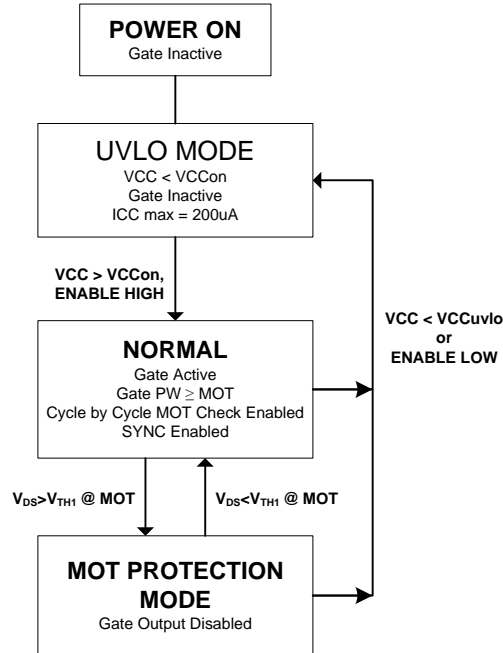 POWER ON
Gate Inactive
UVLO MODE
VCC < VCCon
Gate Inactive
ICC max = 200uA
VCC > VCCon,
ENABLE HIGH
VCC < VCCuvlo
or
ENABLE LOW
NORMAL
Gate Active
Gate PW ≥ MOT
Cycle by Cycle MOT Check Enabled
SYNC Enabled
VDS>VTH1 @ MOT
VDS<VTH1 @ MOT
MOT PROTECTION
MODE
Gate Output Disabled